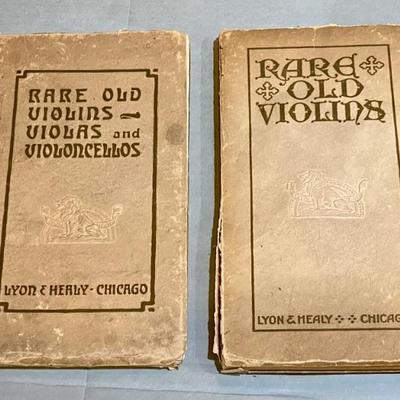 RARE OLD
VIOLINS ~
VIOLAS and
VIOLONCELLOS
LYON & HEALY - CHICAGO
RARE
OLD
VIOLINS
LYON & HEALY CHICAGO